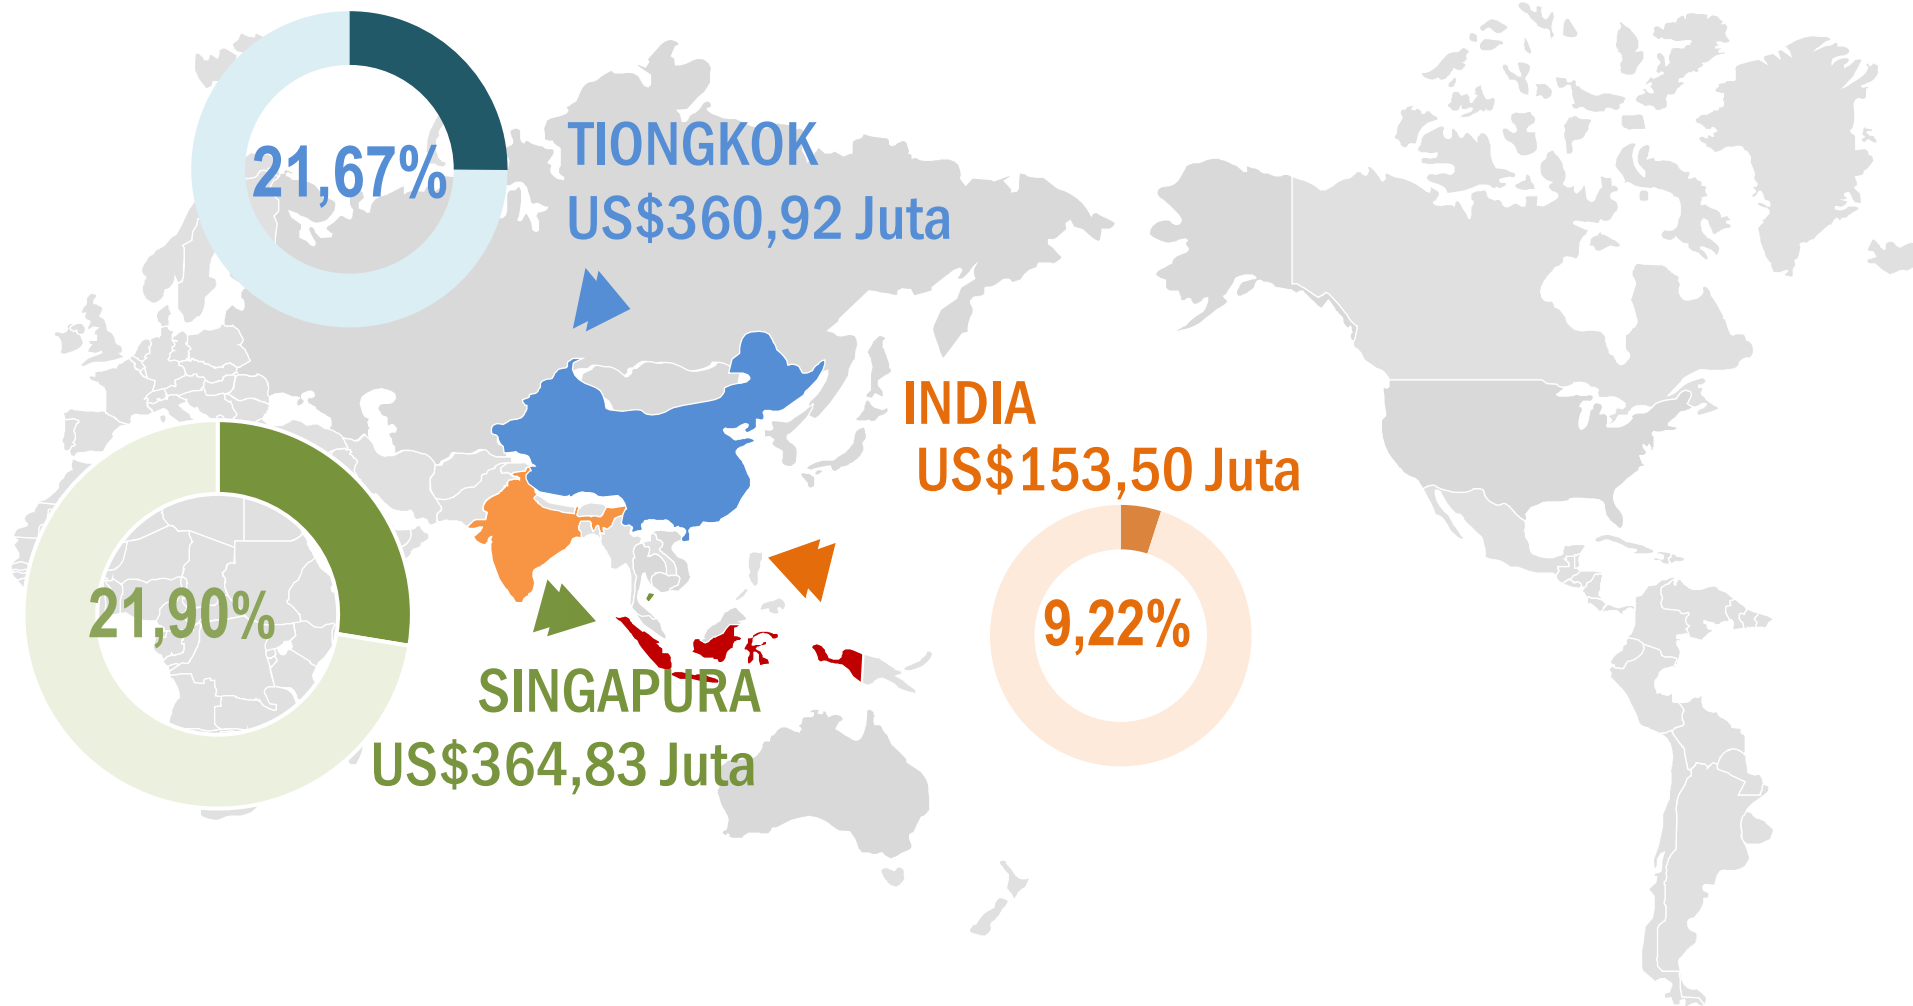 21,67%
TIONGKOK
US$360,92 Juta
INDIA
US$153,50 Juta
9,22%
21,90%
SINGAPURA
US$364,83 Juta